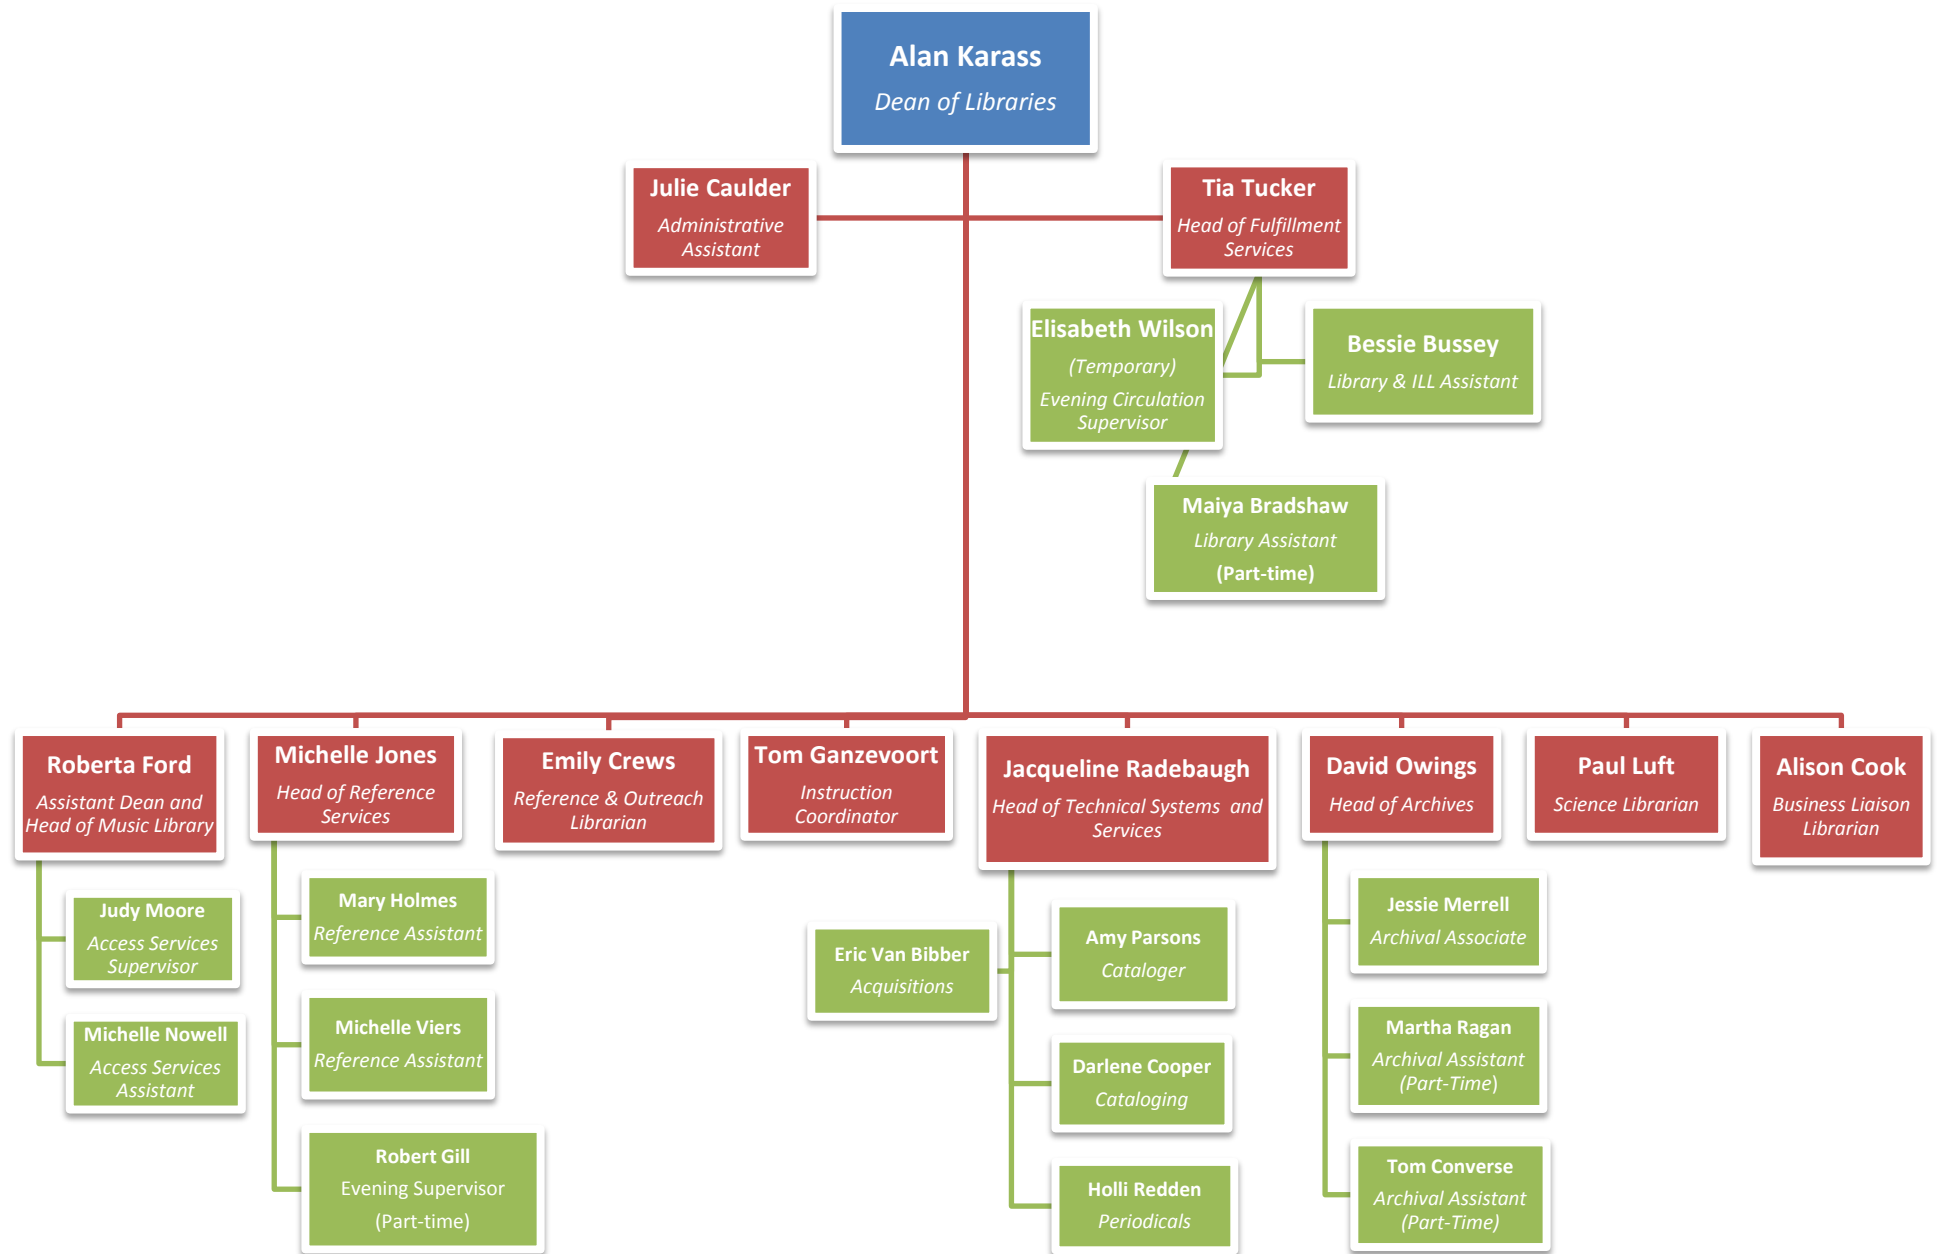 Alan Karass
Dean of Libraries
Julie Caulder
Administrative
Assistant
Tia Tucker
Head of Fulfillment
Services
Elisabeth Wilson
(Temporary)
Evening Circulation
Supervisor
Bessie Bussey
Library & ILL Assistant
Maiya Bradshaw
Library Assistant
(Part-time)
Roberta Ford
Assistant Dean and
Head of Music Library
Michelle Jones
Head of Reference
Services
Emily Crews
Reference & Outreach
Librarian
Tom Ganzevoort
Instruction
Coordinator
Jacqueline Radebaugh
Head of Technical Systems  and
Services
David Owings
Head of Archives
Paul Luft
Science Librarian
Alison Cook
Business Liaison
Librarian
Judy Moore
Access Services
Supervisor
Michelle Nowell
Access Services
Assistant
Mary Holmes
Reference Assistant
Michelle Viers
Reference Assistant
Robert Gill
Evening Supervisor
(Part-time)
Eric Van Bibber
Acquisitions
Amy Parsons
Cataloger
Darlene Cooper
Cataloging
Holli Redden
Periodicals
Jessie Merrell
Archival Associate
Martha Ragan
Archival Assistant
(Part-Time)
Tom Converse
Archival Assistant
(Part-Time)